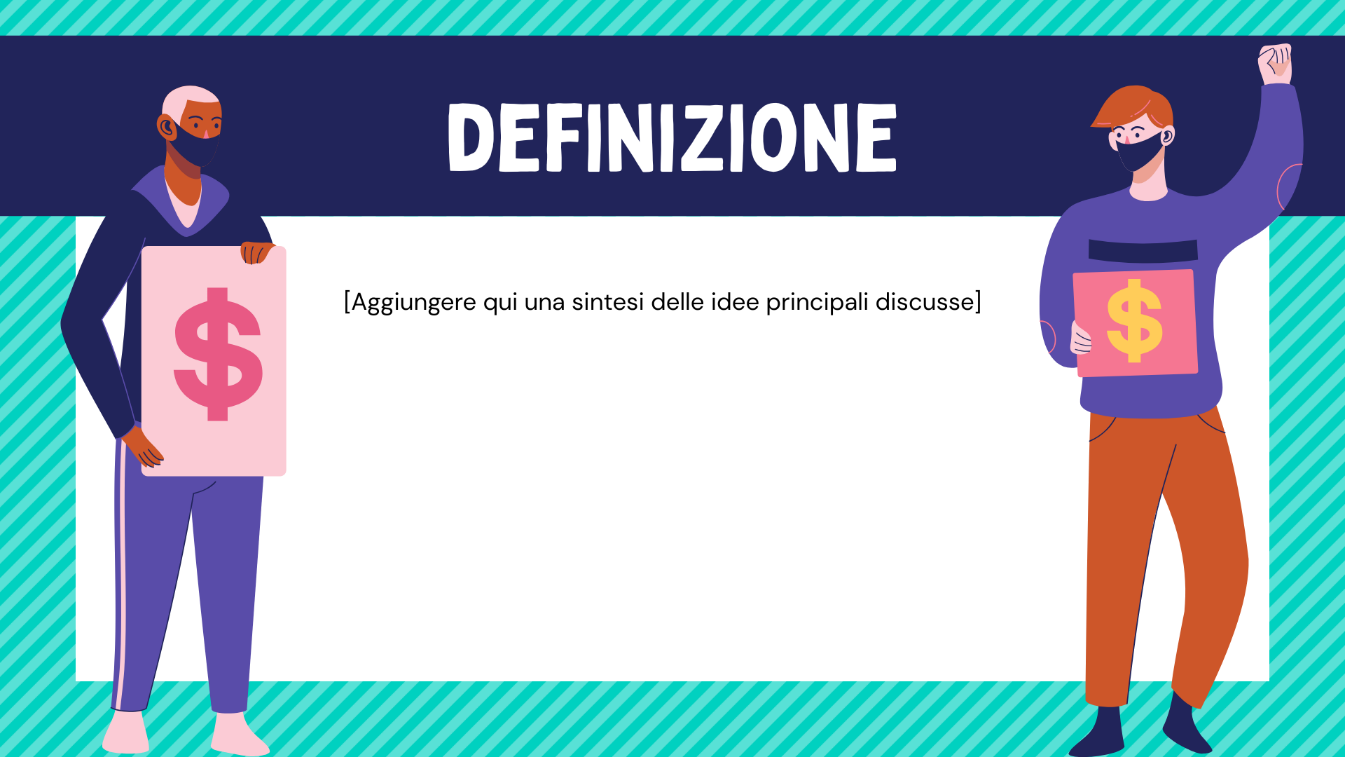 DEFINIZIONE
[Aggiungere qui una sintesi delle idee principali discusse]
$
$